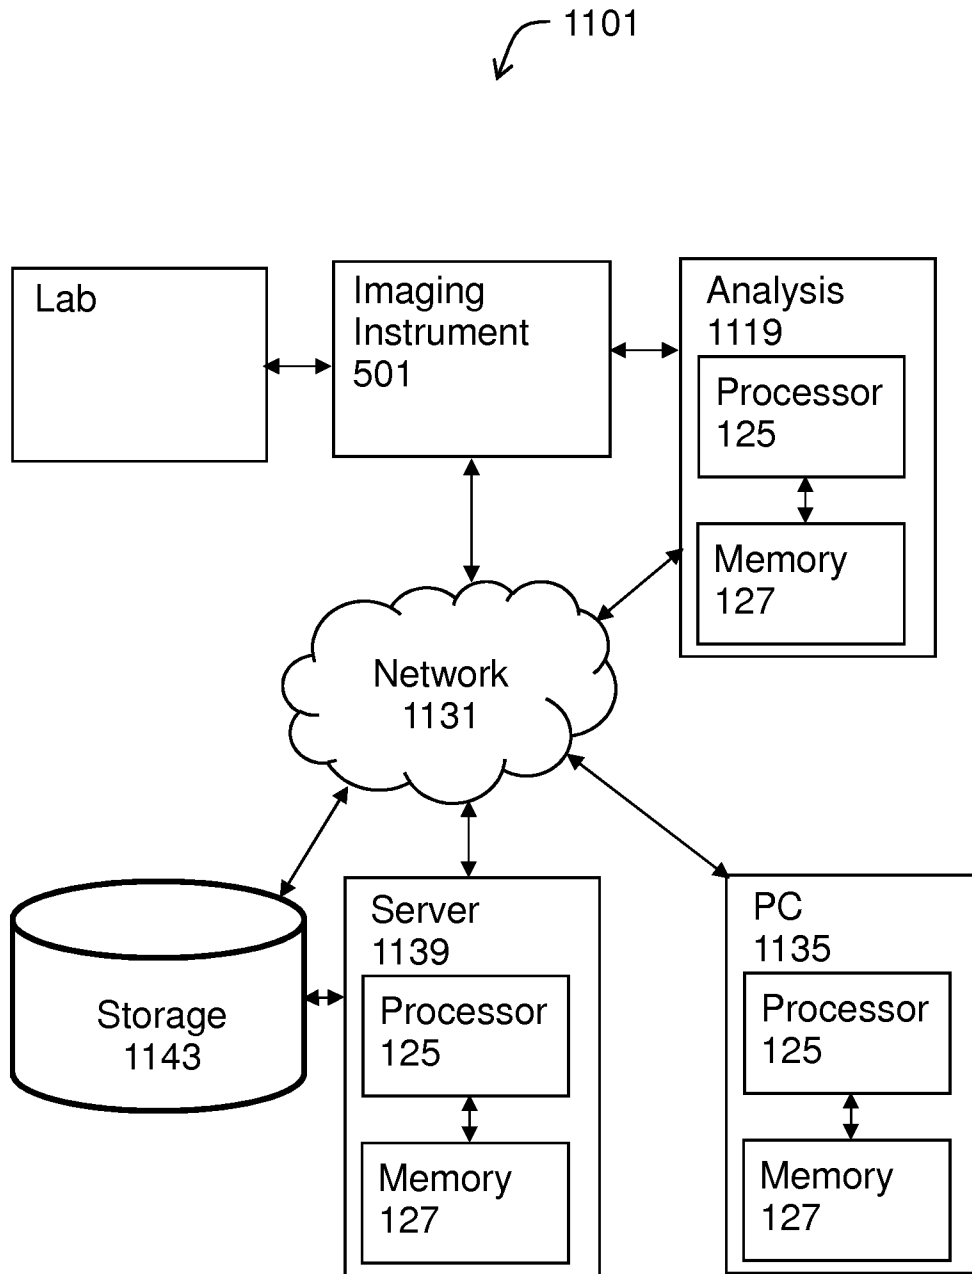 1101
Lab
Imaging
Instrument
501
Analysis
1119
Processor
125
Memory
127
Network
1131
Storage
1143
Server
1139
Processor
125
Memory
127
PC
1135
Processor
125
Memory
127